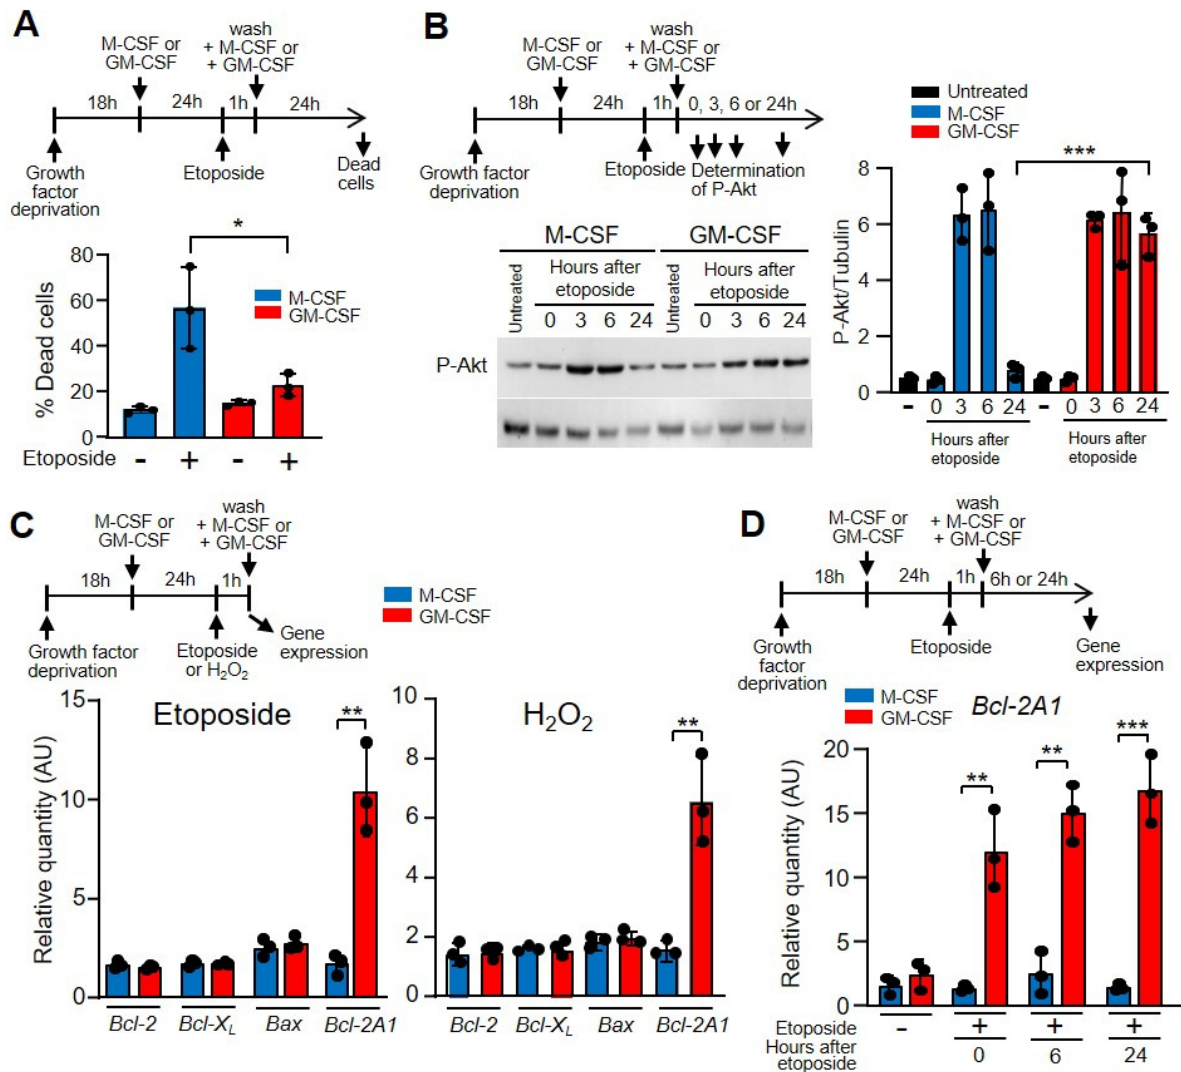 A
M-CSF or
GM-CSF
wash
+ M-CSF or
+ GM-CSF
18h
24h
1h
24h
Growth factor
deprivation
Etoposide
Dead
cells
*
% Dead cells
80
60
40
20
0
M-CSF
GM-CSF
Etoposide - + - +
B
M-CSF or
GM-CSF
wash
+ M-CSF or
+ GM-CSF
18h
24h
1h
0, 3, 6 or 24h
Growth factor
deprivation
Etoposide
Determination
of P-Akt
M-CSF
GM-CSF
Untreated
Hours after
etoposide
0 3 6 24
Untreated
Hours after
etoposide
0 3 6 24
P-Akt
Untreated
M-CSF
GM-CSF
***
P-Akt/Tubulin
8
6
4
2
0
- 0 3 6 24 - 0 3 6 24
Hours after
etoposide
Hours after
etoposide
C
M-CSF or
GM-CSF
wash
+ M-CSF or
+ GM-CSF
18h
24h
1h
Growth factor
deprivation
Etoposide
or H2O2
Gene
expression
M-CSF
GM-CSF
Etoposide
**
Relative quantity (AU)
15
10
5
0
Bcl-2 Bcl-XL Bax Bcl-2A1
H2O2
**
10
8
6
4
2
0
Bcl-2 Bcl-XL Bax Bcl-2A1
D
M-CSF or
GM-CSF
wash
+ M-CSF or
+ GM-CSF
18h
24h
1h
6h or 24h
Growth factor
deprivation
Etoposide
Gene
expression
M-CSF
GM-CSF
Bcl-2A1
** ** ***
Relative quantity (AU)
20
15
10
5
0
Etoposide - + + +
Hours after
etoposide
0 6 24